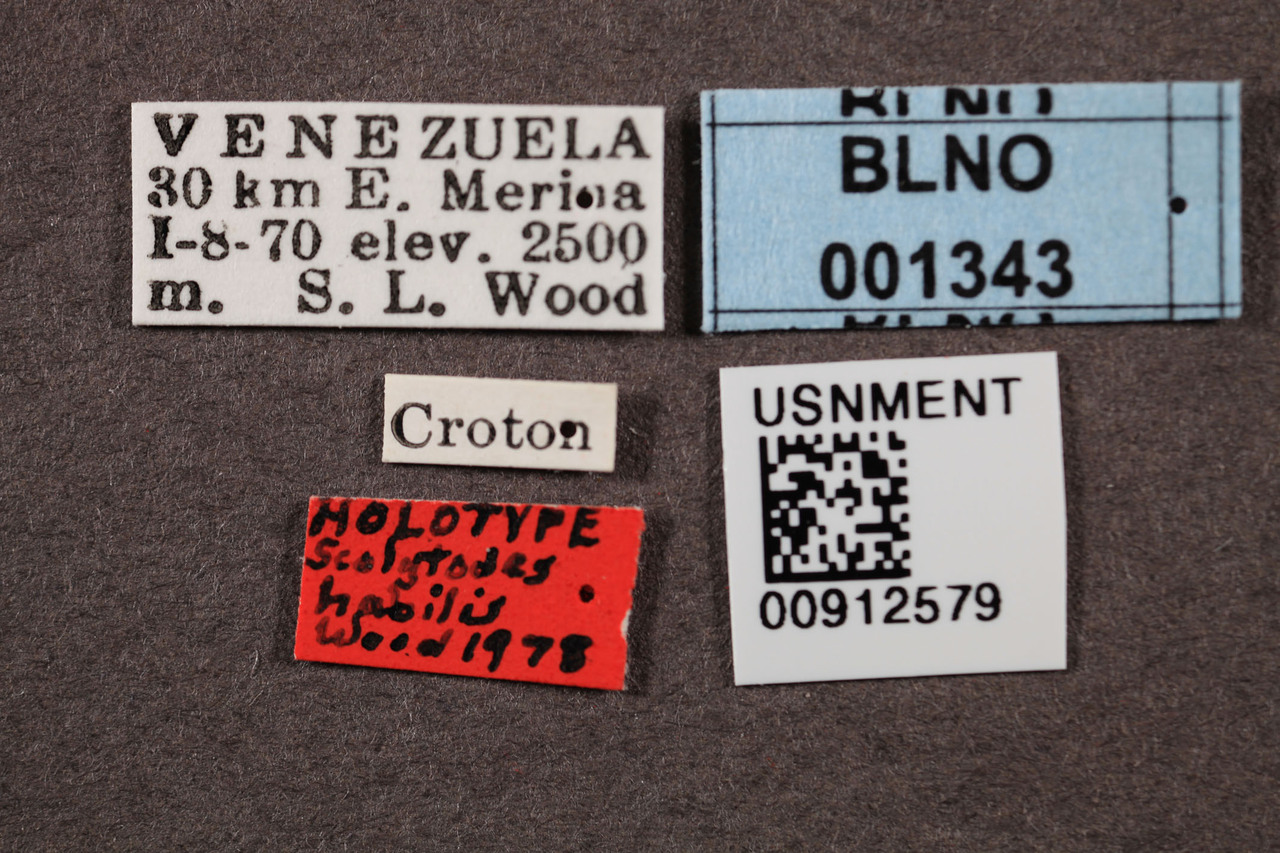 VENEZUELA
30 km E. Merida
I-8-70 elev. 2500
m. S. L. Wood
BLNO
BLNO
001343
Croton
HOLOTYPE
Scolytodes
habilis
Wood 1978
USNMENT
00912579